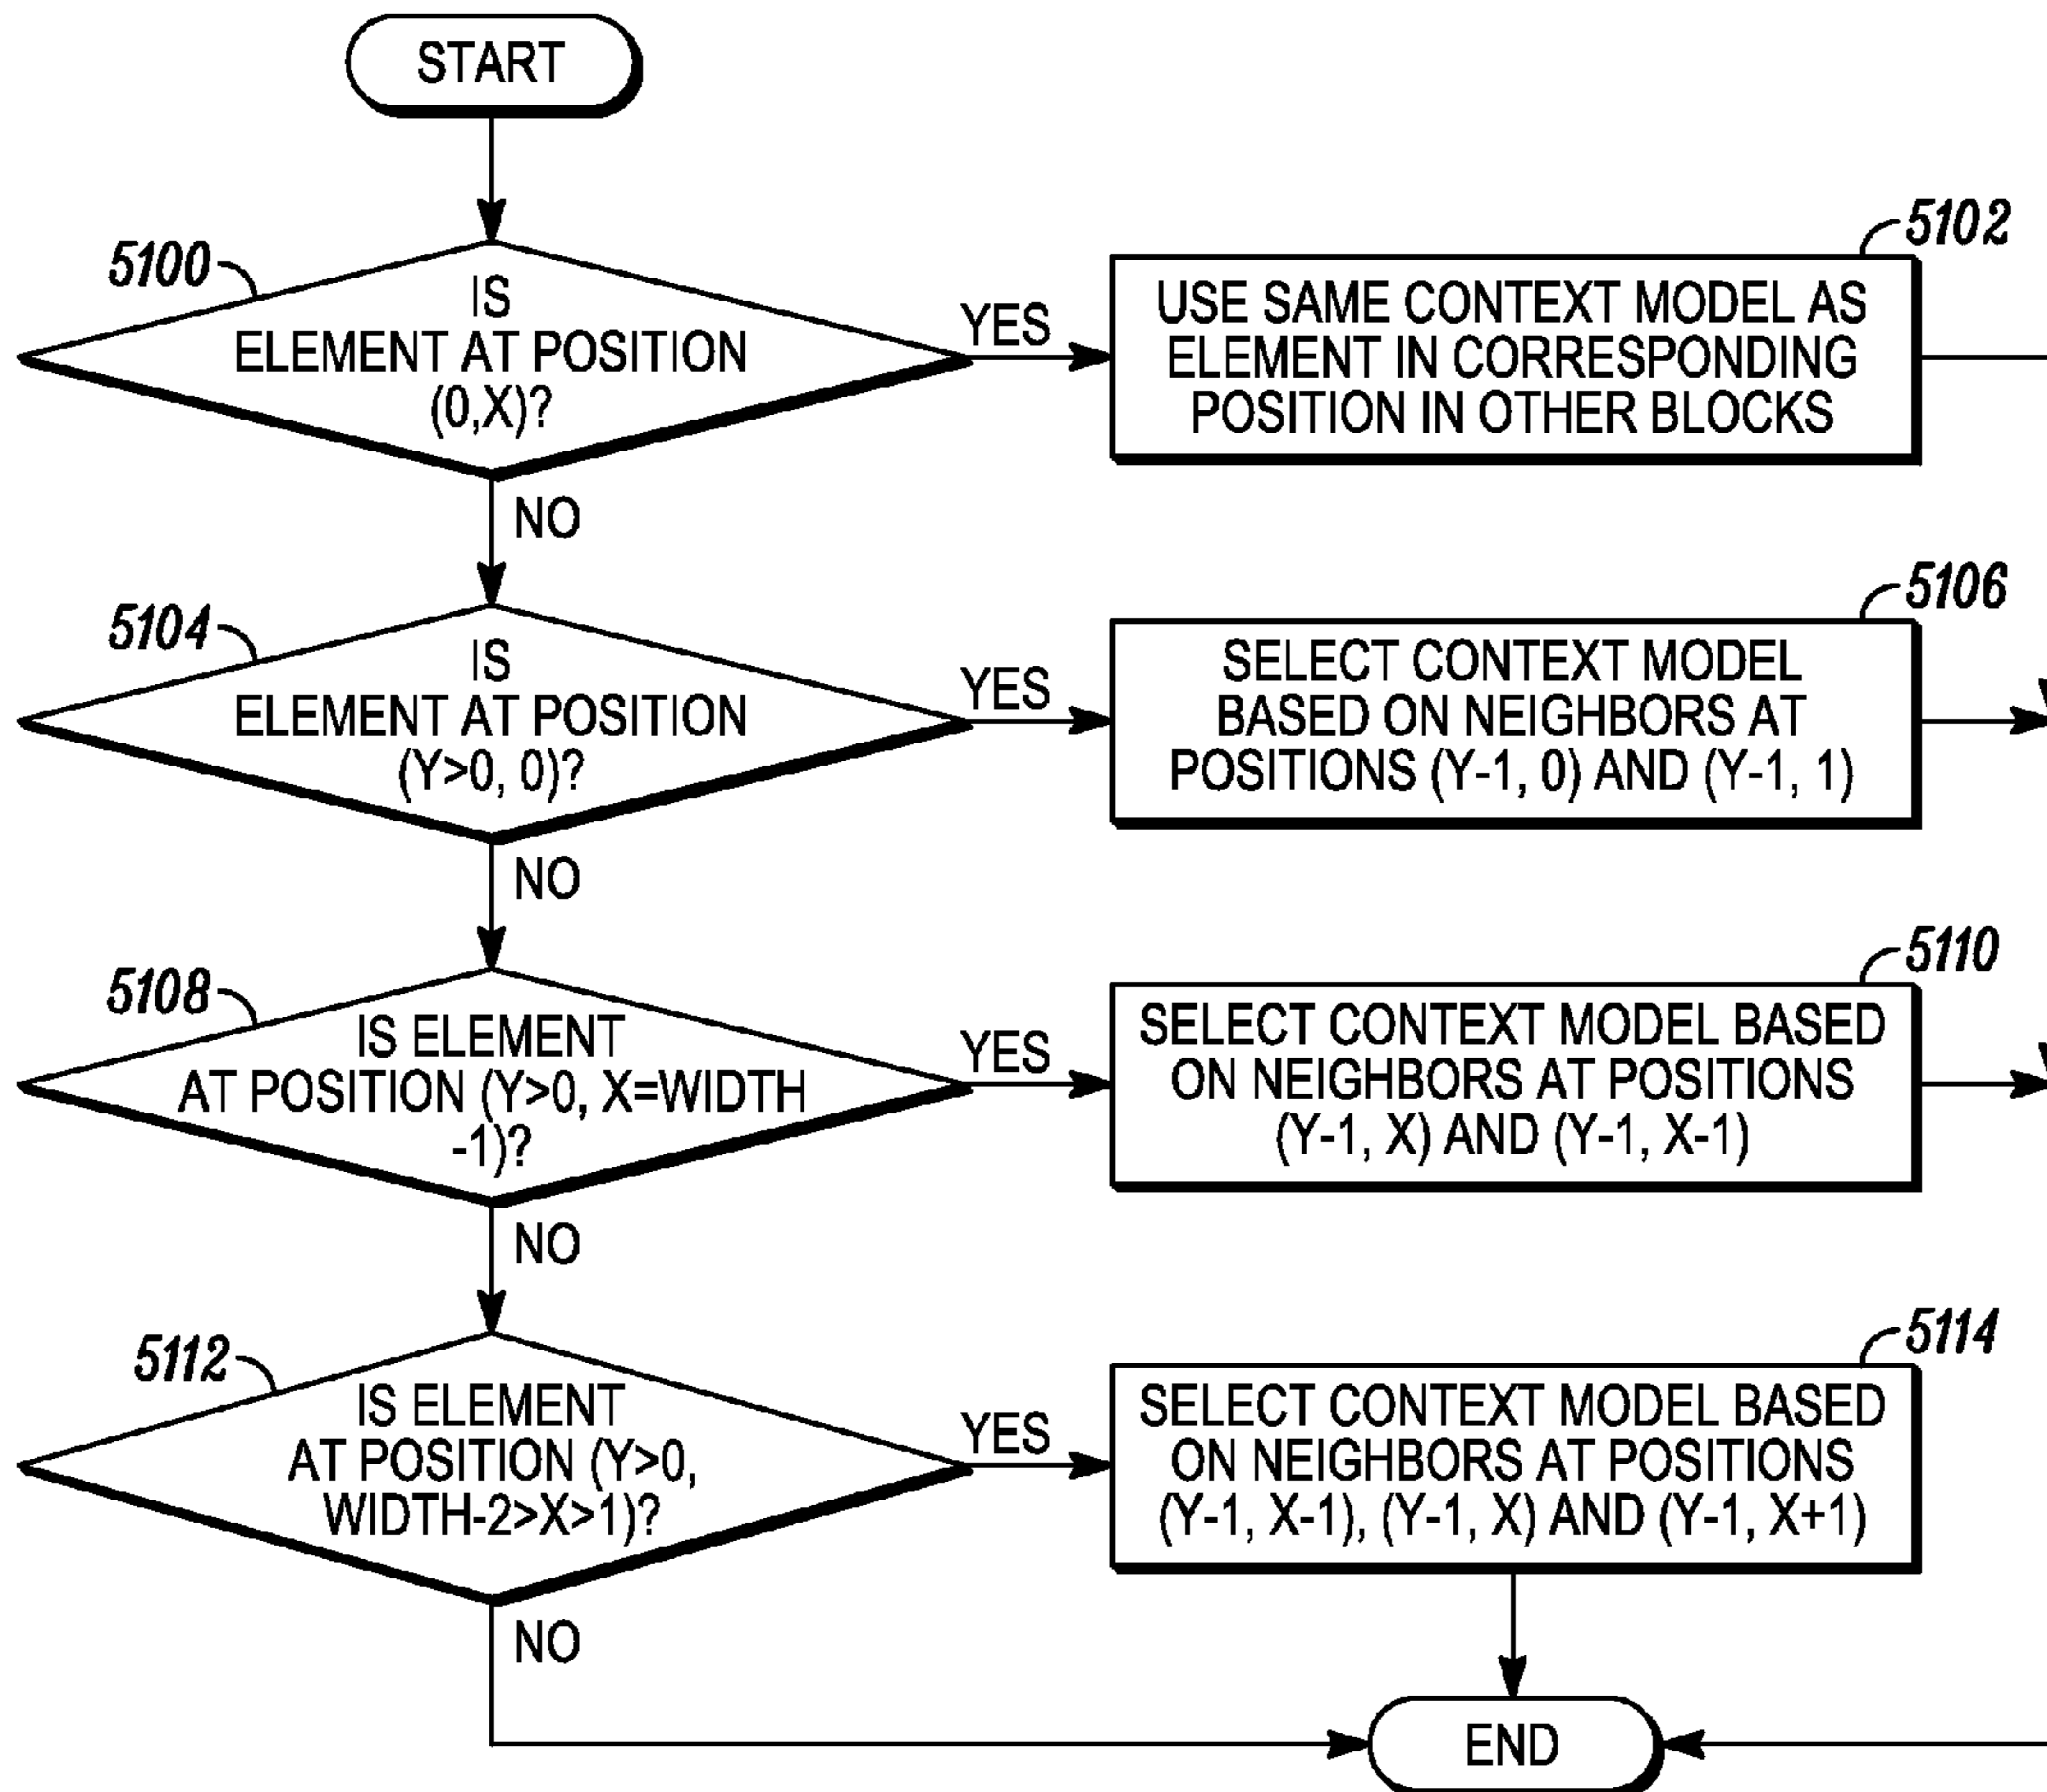 START
5100
IS
ELEMENT AT POSITION
(0,X)?
YES
5102
USE SAME CONTEXT MODEL AS
ELEMENT IN CORRESPONDING
POSITION IN OTHER BLOCKS
NO
5104
IS
ELEMENT AT POSITION
(Y>0, 0)?
YES
5106
SELECT CONTEXT MODEL
BASED ON NEIGHBORS AT
POSITIONS (Y-1, 0) AND (Y-1, 1)
NO
5108
IS ELEMENT
AT POSITION (Y>0, X=WIDTH
-1)?
YES
5110
SELECT CONTEXT MODEL BASED
ON NEIGHBORS AT POSITIONS
(Y-1, X) AND (Y-1, X-1)
NO
5112
IS ELEMENT
AT POSITION (Y>0,
WIDTH-2>X>1)?
YES
5114
SELECT CONTEXT MODEL BASED
ON NEIGHBORS AT POSITIONS
(Y-1, X-1), (Y-1, X) AND (Y-1, X+1)
NO
END